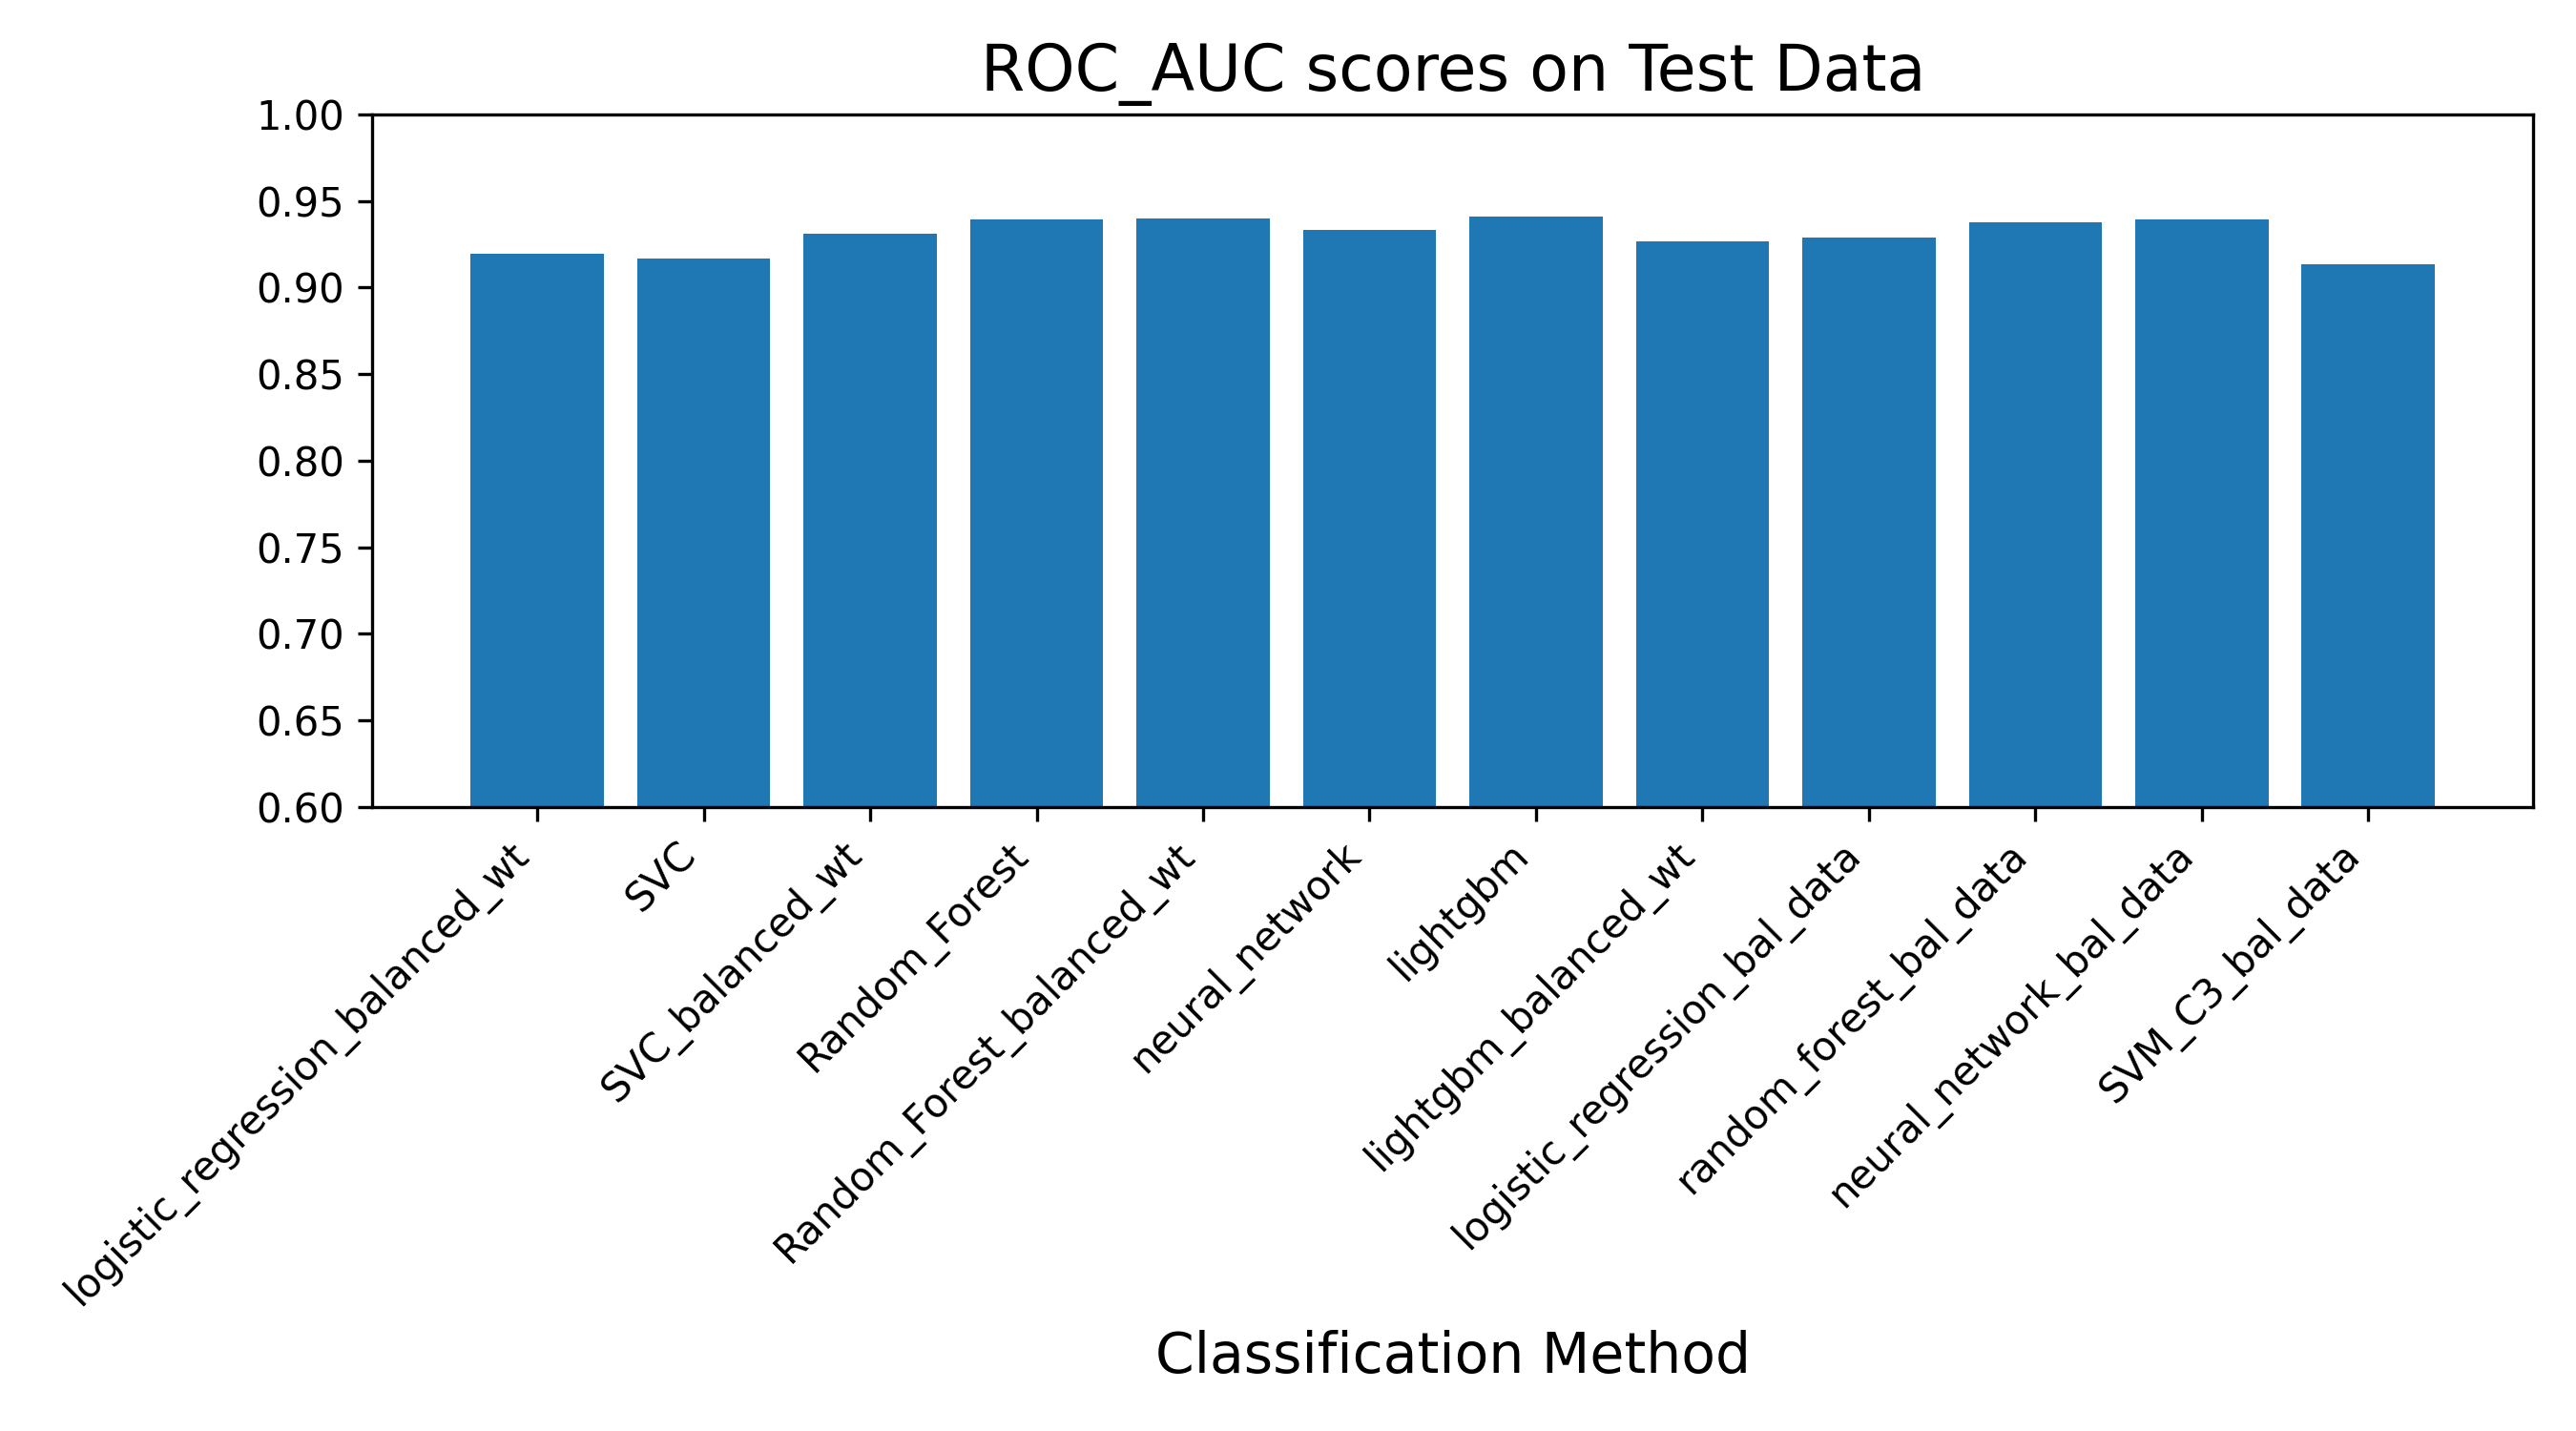 ROC_AUC scores on Test Data
1.00
0.95
0.90
0.85
0.80
0.75
0.70
0.65
0.60
logistic_regression_balanced_wt
SVC
SVC_balanced_wt
Random_Forest
Random_Forest_balanced_wt
neural_network
lightgbm
lightgbm_balanced_wt
logistic_regression_bal_data
random_forest_bal_data
neural_network_bal_data
SVM_C3_bal_data
Classification Method